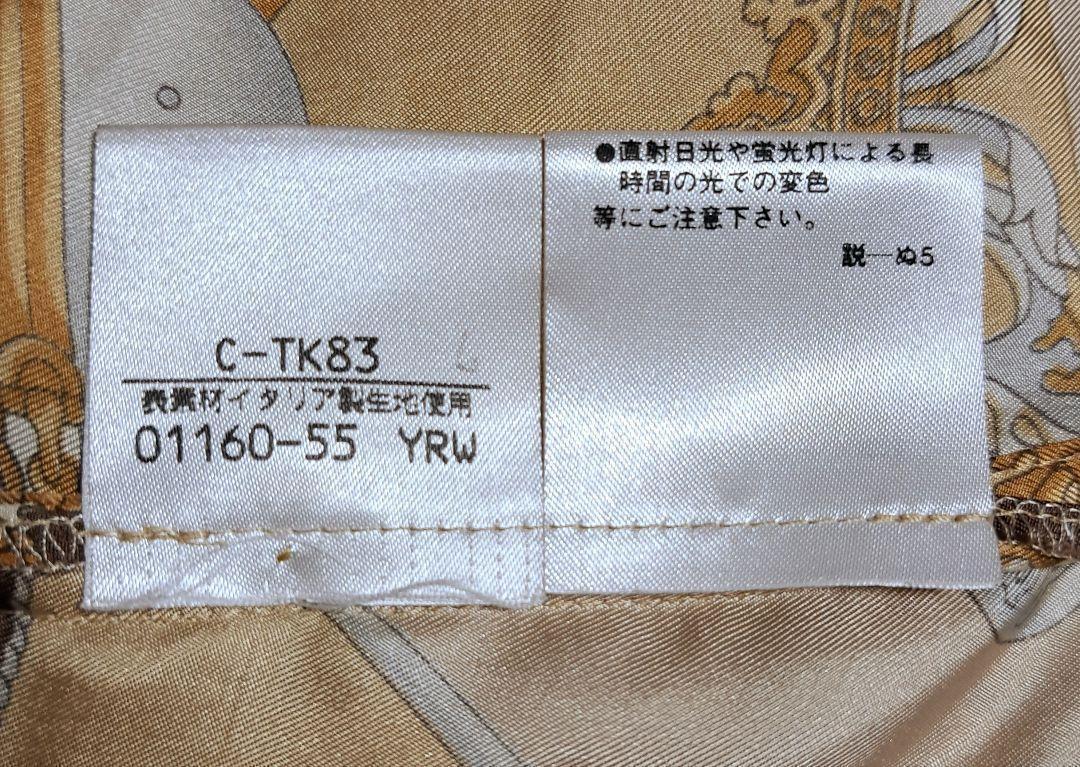 C-TK83
表素材イタリア製生地使用
01160-55 YRW
●直射日光や蛍光灯による長
時間の光での変色
等にご注意下さい。
説一ぬ5